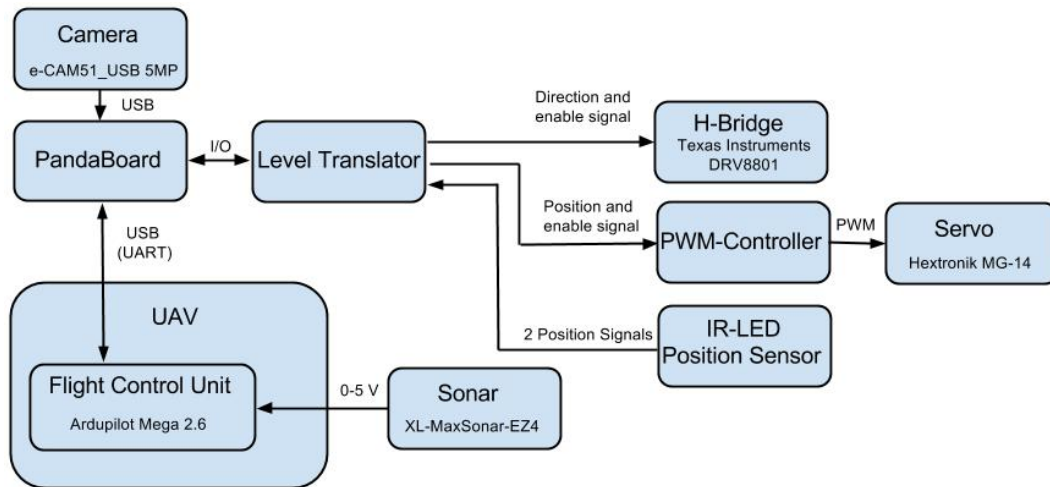 Camera
e-CAM51_USB 5MP
USB
PandaBoard
I/O
Level Translator
Direction and
enable signal
H-Bridge
Texas Instruments
DRV8801
Position and
enable signal
PWM-Controller
PWM
Servo
Hextronik MG-14
USB
(UART)
2 Position Signals
IR-LED
Position Sensor
UAV
Flight Control Unit
Ardupilot Mega 2.6
0-5 V
Sonar
XL-MaxSonar-EZ4